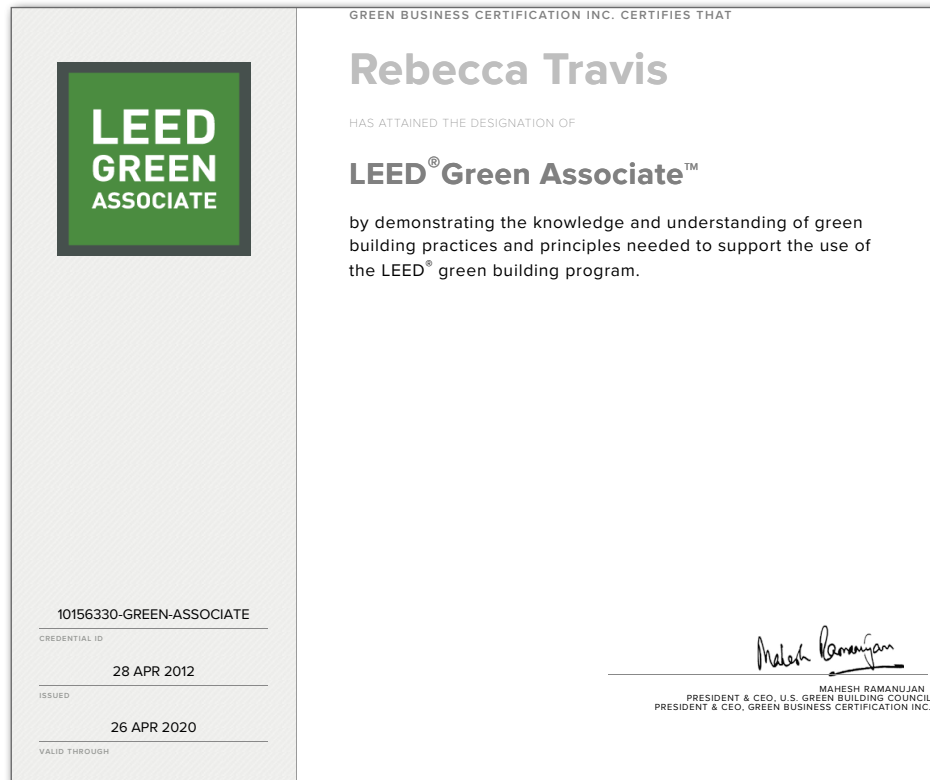 GREEN BUSINESS CERTIFICATION INC. CERTIFIES THAT
Rebecca Travis
HAS ATTAINED THE DESIGNATION OF
LEED® Green Associate™
by demonstrating the knowledge and understanding of green
building practices and principles needed to support the use of
the LEED® green building program.
LEED
GREEN
ASSOCIATE
10156330-GREEN-ASSOCIATE
CREDENTIAL ID
28 APR 2012
ISSUED
26 APR 2020
VALID THROUGH
Mahesh Ramanujan
MAHESH RAMANUJAN
PRESIDENT & CEO, U.S. GREEN BUILDING COUNCIL
PRESIDENT & CEO, GREEN BUSINESS CERTIFICATION INC.